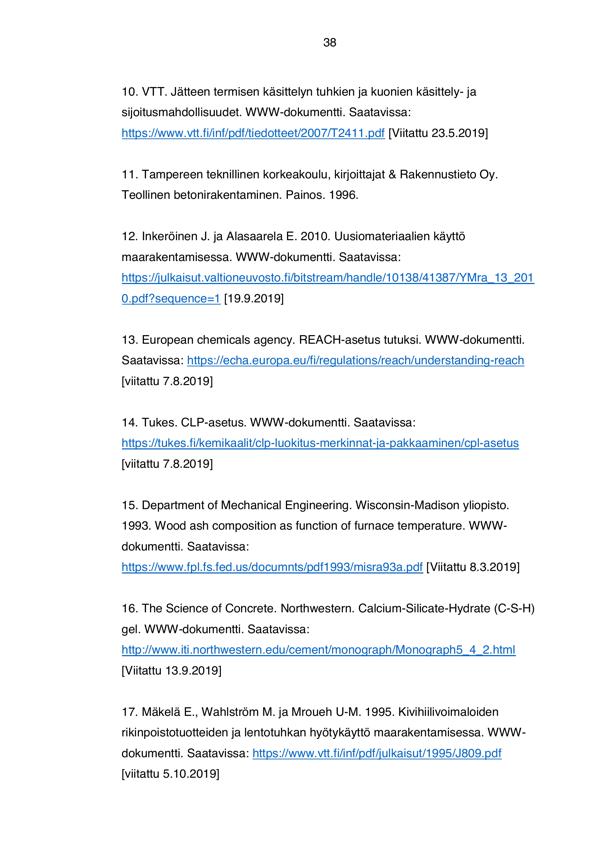 38
10. VTT. Jätteen termisen käsittelyn tuhkien ja kuonien käsittely- ja
sijoitusmahdollisuudet. WWW-dokumentti. Saatavissa:
https://www.vtt.fi/inf/pdf/tiedotteet/2007/T2411.pdf [Viitattu 23.5.2019]
11. Tampereen teknillinen korkeakoulu, kirjoittajat & Rakennustieto Oy.
Teollinen betonirakentaminen. Painos. 1996.
12. Inkeröinen J. ja Alasaarela E. 2010. Uusiomateriaalien käyttö
maarakentamisessa. WWW-dokumentti. Saatavissa:
https://julkaisut.valtioneuvosto.fi/bitstream/handle/10138/41387/YMra_13_201
0.pdf?sequence=1 [19.9.2019]
13. European chemicals agency. REACH-asetus tutuksi. WWW-dokumentti.
Saatavissa: https://echa.europa.eu/fi/regulations/reach/understanding-reach
[viitattu 7.8.2019]
14. Tukes. CLP-asetus. WWW-dokumentti. Saatavissa:
https://tukes.fi/kemikaalit/clp-luokitus-merkinnat-ja-pakkaaminen/cpl-asetus
[viitattu 7.8.2019]
15. Department of Mechanical Engineering. Wisconsin-Madison yliopisto.
1993. Wood ash composition as function of furnace temperature. WWW-
dokumentti. Saatavissa:
https://www.fpl.fs.fed.us/documnts/pdf1993/misra93a.pdf [Viitattu 8.3.2019]
16. The Science of Concrete. Northwestern. Calcium-Silicate-Hydrate (C-S-H)
gel. WWW-dokumentti. Saatavissa:
http://www.iti.northwestern.edu/cement/monograph/Monograph5_4_2.html
[Viitattu 13.9.2019]
17. Mäkelä E., Wahlström M. ja Mroueh U-M. 1995. Kivihiilivoimaloiden
rikinpoistotuotteiden ja lentotuhkan hyötykäyttö maarakentamisessa. WWW-
dokumentti. Saatavissa: https://www.vtt.fi/inf/pdf/julkaisut/1995/J809.pdf
[viitattu 5.10.2019]